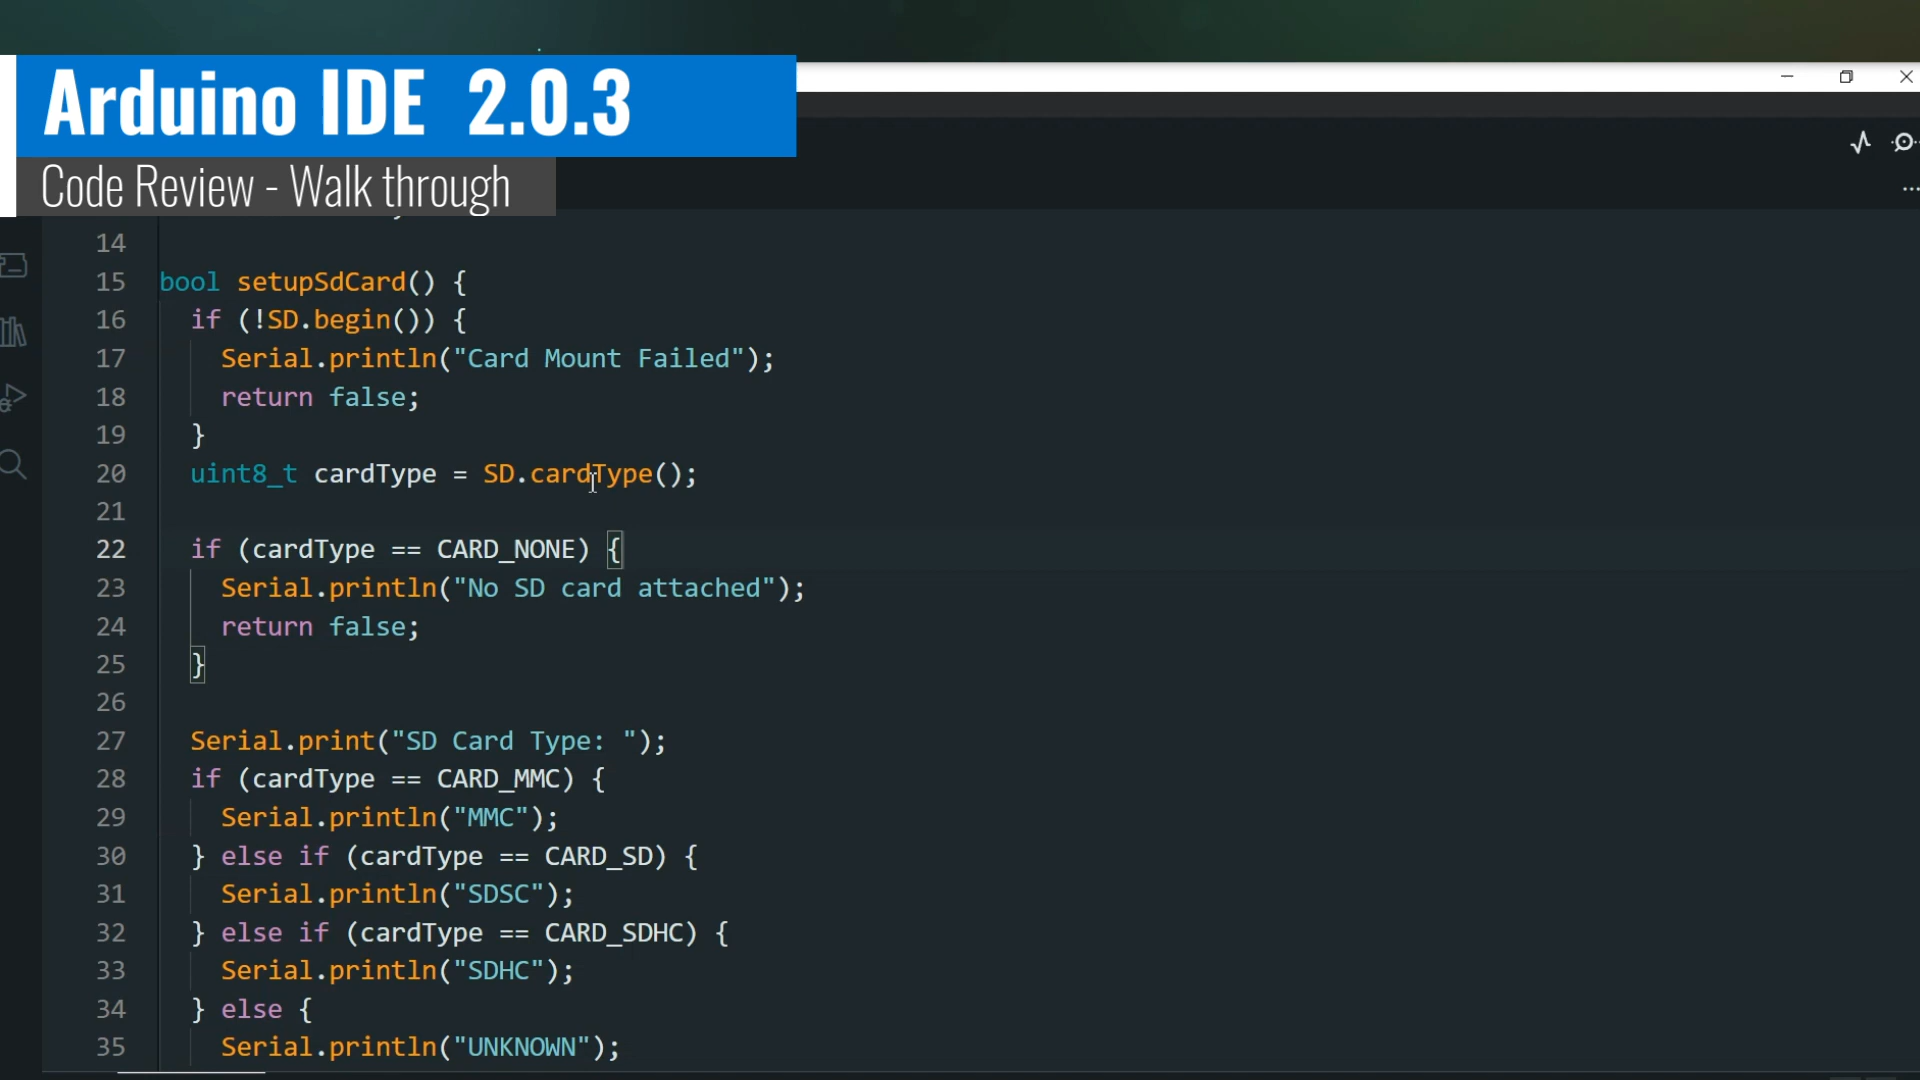 Arduino IDE 2.0.3
Code Review - Walk through
14
15 bool setupSdCard() {
16 if (!SD.begin()) {
17 Serial.println("Card Mount Failed");
18 return false;
19 }
20 uint8_t cardType = SD.cardType();
21
22 if (cardType == CARD_NONE) {
23 Serial.println("No SD card attached");
24 return false;
25 }
26
27 Serial.print("SD Card Type: ");
28 if (cardType == CARD_MMC) {
29 Serial.println("MMC");
30 } else if (cardType == CARD_SD) {
31 Serial.println("SDSC");
32 } else if (cardType == CARD_SDHC) {
33 Serial.println("SDHC");
34 } else {
35 Serial.println("UNKNOWN");